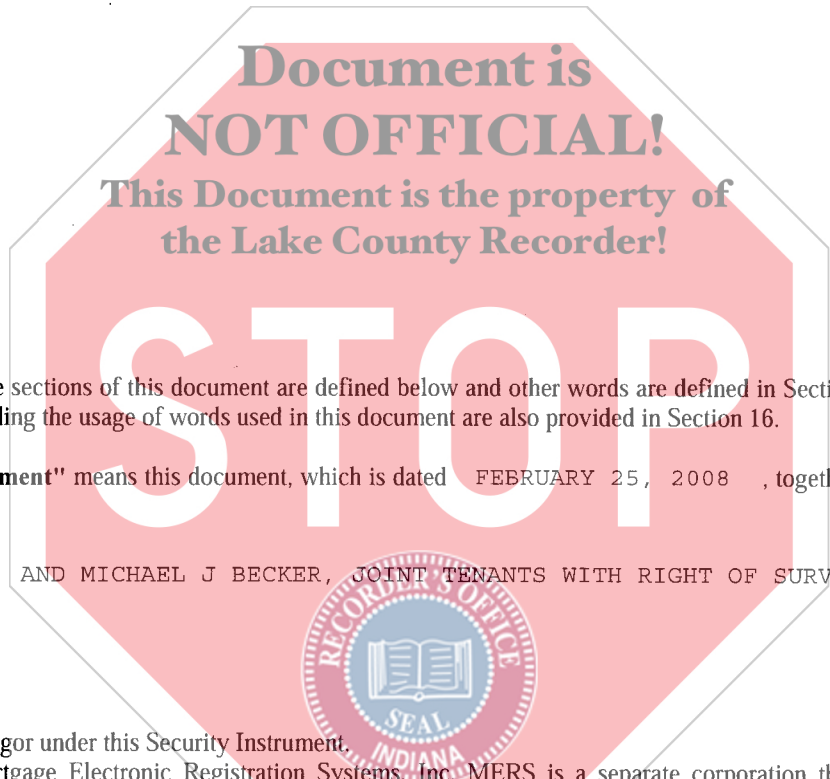 Document is
NOT OFFICIAL!
This Document is the property of
the Lake County Recorder!
STOP
sections of this document are defined below and other words are defined in Secti
ding the usage of words used in this document are also provided in Section 16.
ment" means this document, which is dated FEBRUARY 25, 2008 , togeth
AND MICHAEL J BECKER, JOINT TENANTS WITH RIGHT OF SURV
RECORDER'S OFFICE
SEAL
INDIANA
gor under this Security Instrument.
rtgage Electronic Registration Systems, Inc. MERS is a separate corporation th